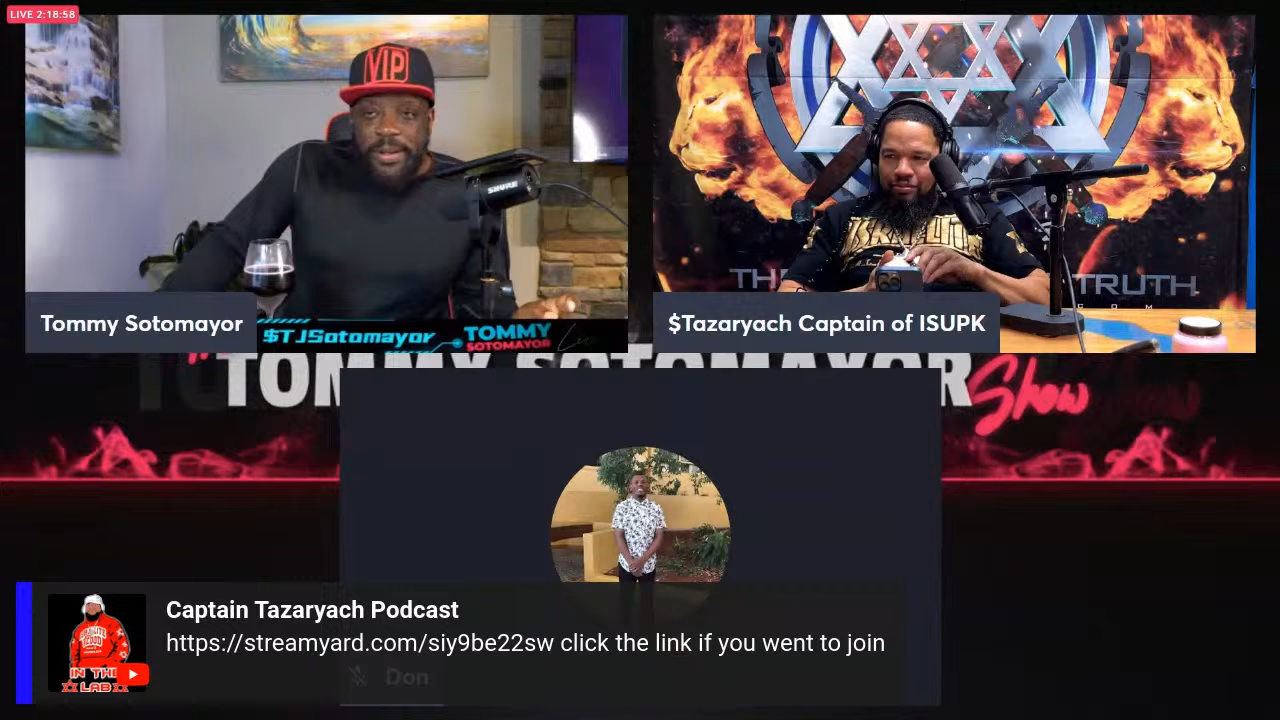 LIVE 2:18:58
VIP
SHURE
Tommy Sotomayor
$TJSotomayor
TOMMY
SOTOMAYOR
ISRAELITE
TRUTH
C O M
$Tazaryach Captain of ISUPK
TOMMY SOTOMAYOR
Show
Captain Tazaryach Podcast
https://streamyard.com/siy9be22sw click the link if you went to join
IN THE
LAB
Don